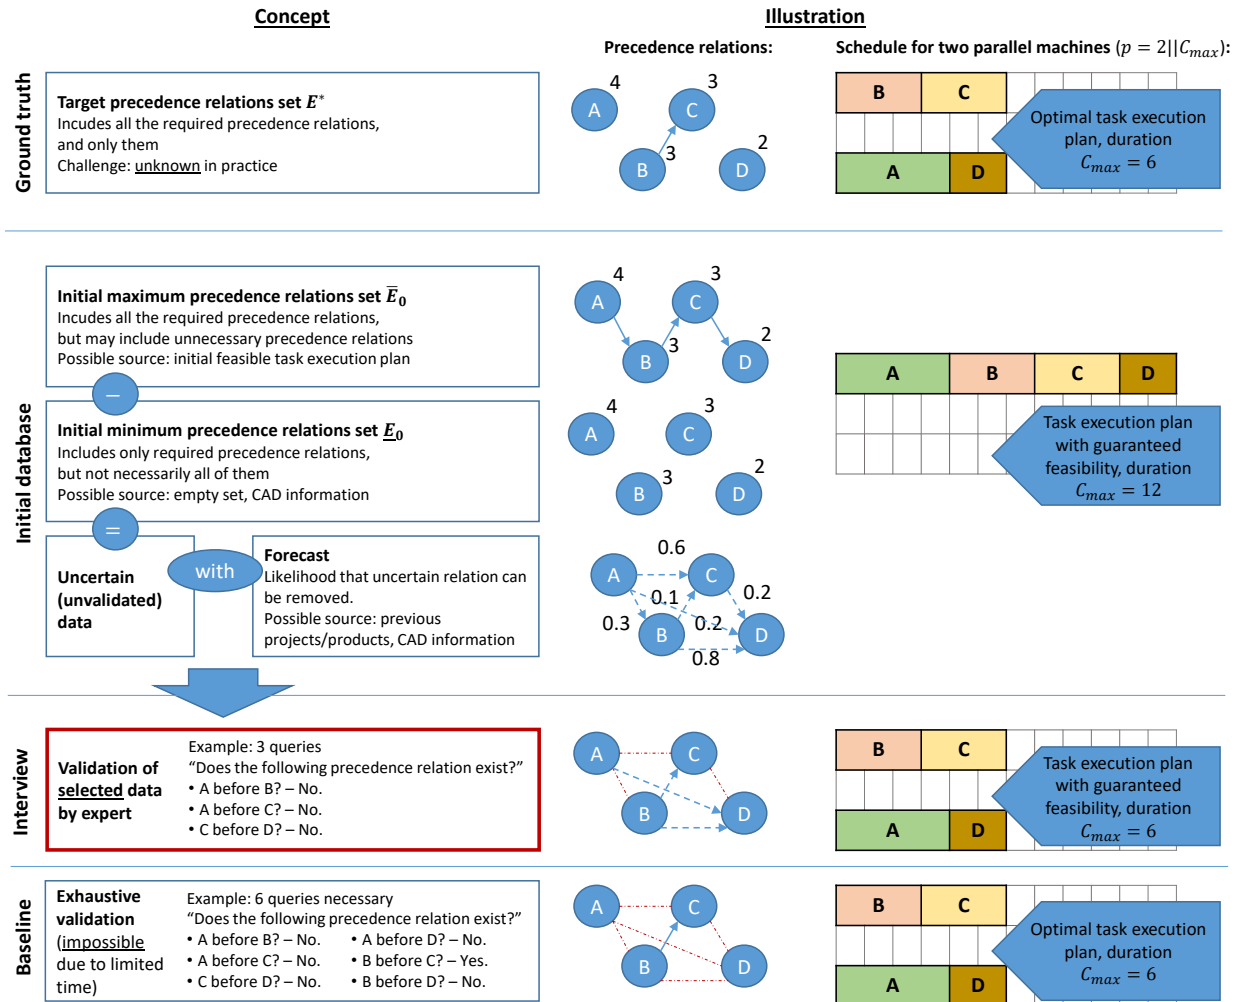 Concept
Illustration
Precedence relations:
Schedule for two parallel machines (p = 2||C_max):
Ground truth
Target precedence relations set E*
Incudes all the required precedence relations,
and only them
Challenge: unknown in practice
4
3
A
C
B
3
D
2
B
C
A
D
Optimal task execution
plan, duration
C_max = 6
Initial database
Initial maximum precedence relations set E̅₀
Incudes all the required precedence relations,
but may include unnecessary precedence relations
Possible source: initial feasible task execution plan
4
3
A
C
B
3
D
2
−
Initial minimum precedence relations set E̲₀
Includes only required precedence relations,
but not necessarily all of them
Possible source: empty set, CAD information
4
3
A
C
B
3
D
2
A
B
C
D
Task execution plan
with guaranteed
feasibility, duration
C_max = 12
=
Uncertain
(unvalidated)
data
with
Forecast
Likelihood that uncertain relation can
be removed.
Possible source: previous
projects/products, CAD information
0.6
A
C
0.1
0.2
0.3
B
0.2
D
0.8
Interview
Validation of
selected data
by expert
Example: 3 queries
“Does the following precedence relation exist?”
• A before B? – No.
• A before C? – No.
• C before D? – No.
A
C
B
D
B
C
A
D
Task execution plan
with guaranteed
feasibility, duration
C_max = 6
Baseline
Exhaustive
validation
(impossible
due to limited
time)
Example: 6 queries necessary
“Does the following precedence relation exist?”
• A before B? – No.
• A before C? – No.
• C before D? – No.
• A before D? – No.
• B before C? – Yes.
• B before D? – No.
A
C
B
D
B
C
A
D
Optimal task execution
plan, duration
C_max = 6